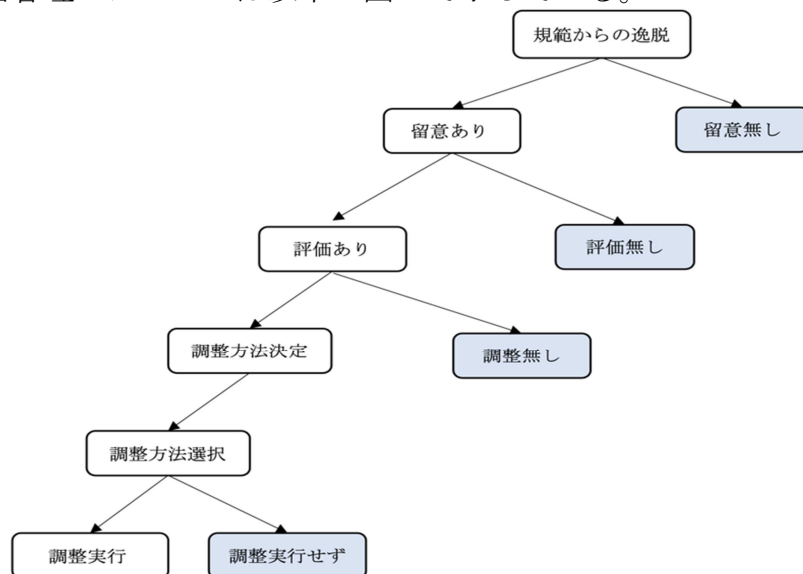 規範からの逸脱
留意あり
留意無し
評価あり
評価無し
調整方法決定
調整無し
調整方法選択
調整実行
調整実行せず